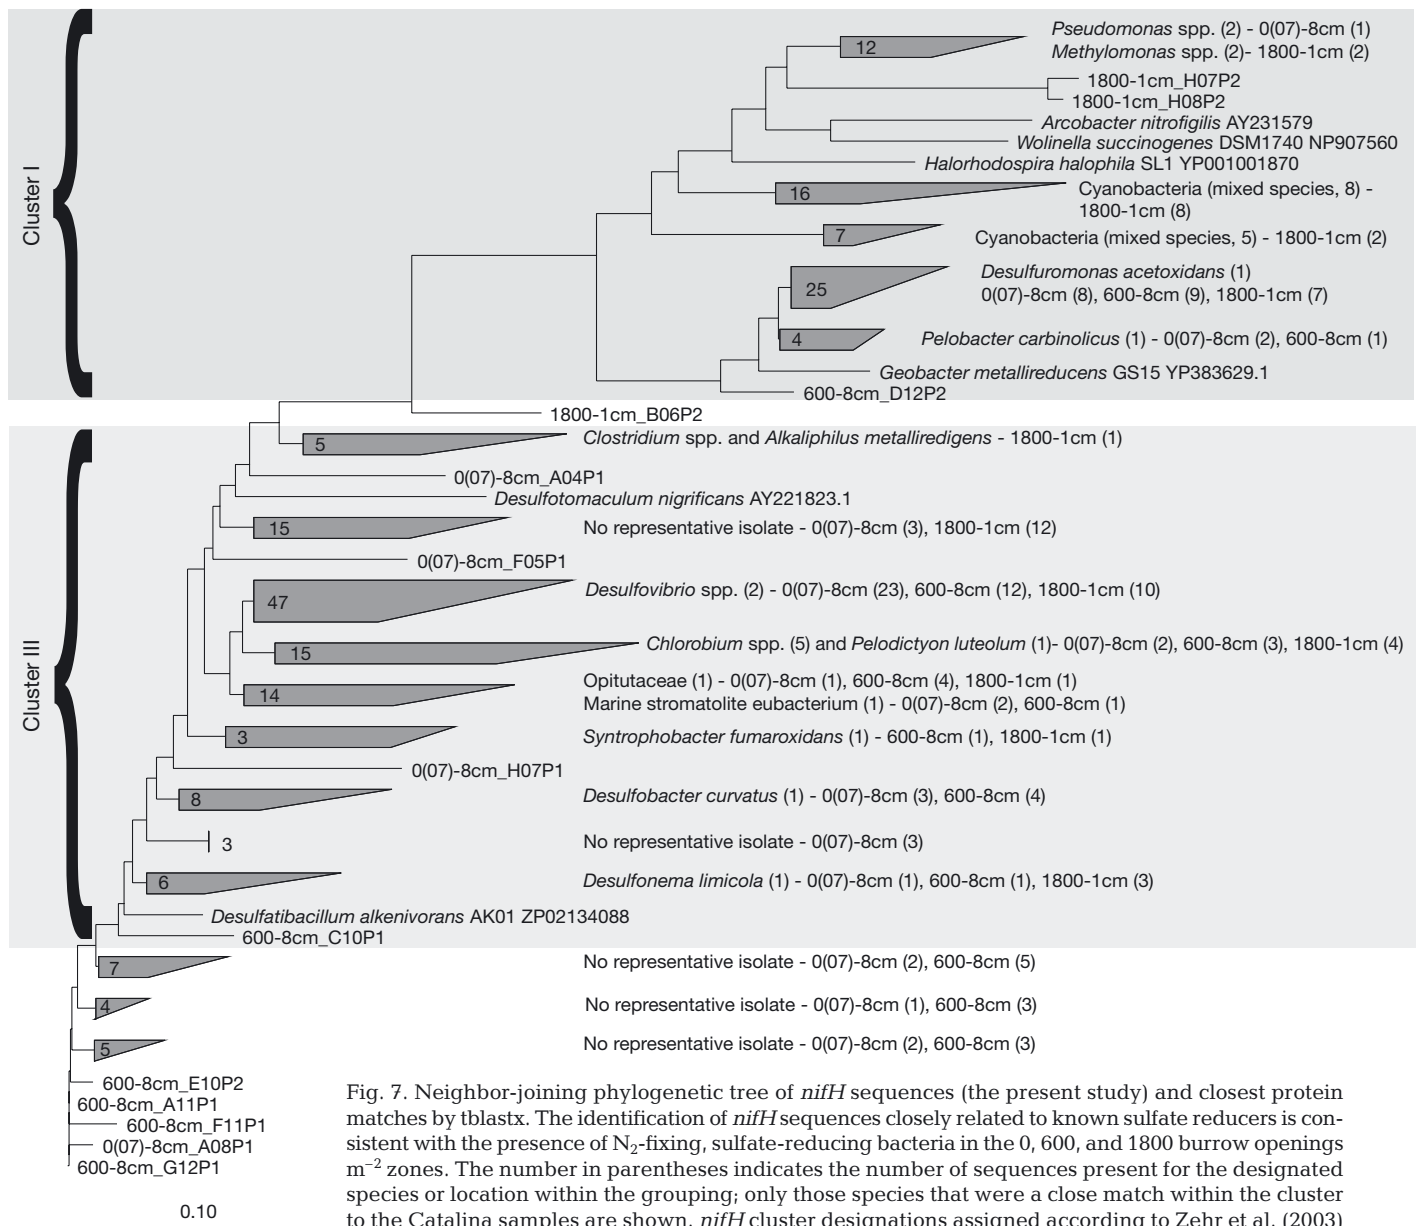 Cluster I
12
Pseudomonas spp. (2) - 0(07)-8cm (1)
Methylomonas spp. (2)- 1800-1cm (2)
1800-1cm_H07P2
1800-1cm_H08P2
Arcobacter nitrofigilis AY231579
Wolinella succinogenes DSM1740 NP907560
Halorhodospira halophila SL1 YP001001870
16
Cyanobacteria (mixed species, 8) -
1800-1cm (8)
7
Cyanobacteria (mixed species, 5) - 1800-1cm (2)
25
Desulfuromonas acetoxidans (1)
0(07)-8cm (8), 600-8cm (9), 1800-1cm (7)
4
Pelobacter carbinolicus (1) - 0(07)-8cm (2), 600-8cm (1)
Geobacter metallireducens GS15 YP383629.1
600-8cm_D12P2
1800-1cm_B06P2
Cluster III
5
Clostridium spp. and Alkaliphilus metalliredigens - 1800-1cm (1)
0(07)-8cm_A04P1
Desulfotomaculum nigrificans AY221823.1
15
No representative isolate - 0(07)-8cm (3), 1800-1cm (12)
0(07)-8cm_F05P1
47
Desulfovibrio spp. (2) - 0(07)-8cm (23), 600-8cm (12), 1800-1cm (10)
15
Chlorobium spp. (5) and Pelodictyon luteolum (1)- 0(07)-8cm (2), 600-8cm (3), 1800-1cm (4)
14
Opitutaceae (1) - 0(07)-8cm (1), 600-8cm (4), 1800-1cm (1)
Marine stromatolite eubacterium (1) - 0(07)-8cm (2), 600-8cm (1)
3
Syntrophobacter fumaroxidans (1) - 600-8cm (1), 1800-1cm (1)
0(07)-8cm_H07P1
8
Desulfobacter curvatus (1) - 0(07)-8cm (3), 600-8cm (4)
3
No representative isolate - 0(07)-8cm (3)
6
Desulfonema limicola (1) - 0(07)-8cm (1), 600-8cm (1), 1800-1cm (3)
Desulfatibacillum alkenivorans AK01 ZP02134088
600-8cm_C10P1
7
No representative isolate - 0(07)-8cm (2), 600-8cm (5)
4
No representative isolate - 0(07)-8cm (1), 600-8cm (3)
5
No representative isolate - 0(07)-8cm (2), 600-8cm (3)
600-8cm_E10P2
600-8cm_A11P1
600-8cm_F11P1
0(07)-8cm_A08P1
600-8cm_G12P1
0.10
Fig. 7. Neighbor-joining phylogenetic tree of nifH sequences (the present study) and closest protein
matches by tblastx. The identification of nifH sequences closely related to known sulfate reducers is con-
sistent with the presence of N₂-fixing, sulfate-reducing bacteria in the 0, 600, and 1800 burrow openings
m⁻² zones. The number in parentheses indicates the number of sequences present for the designated
species or location within the grouping; only those species that were a close match within the cluster
to the Catalina samples are shown. nifH cluster designations assigned according to Zehr et al. (2003)